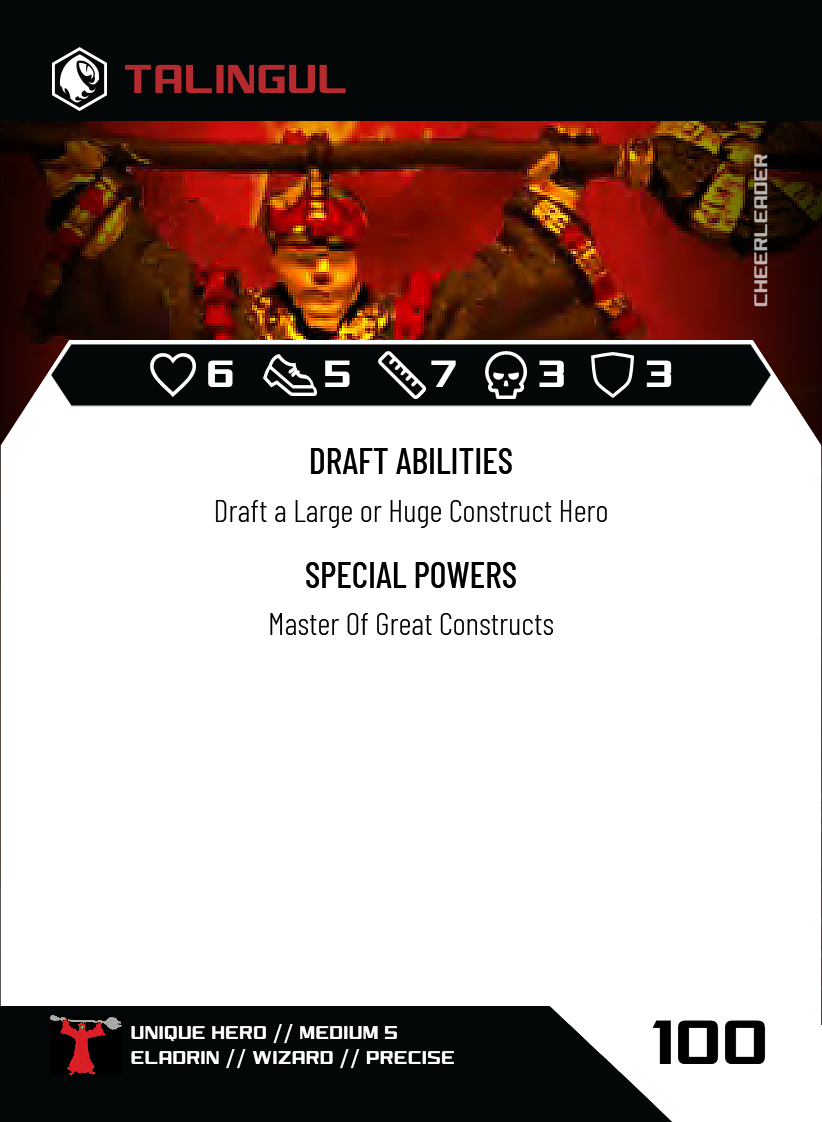 TALINGUL
CHEERLEADER
6 5 7 3 3
DRAFT ABILITIES
Draft a Large or Huge Construct Hero
SPECIAL POWERS
Master Of Great Constructs
UNIQUE HERO // MEDIUM 5
ELADRIN // WIZARD // PRECISE
100